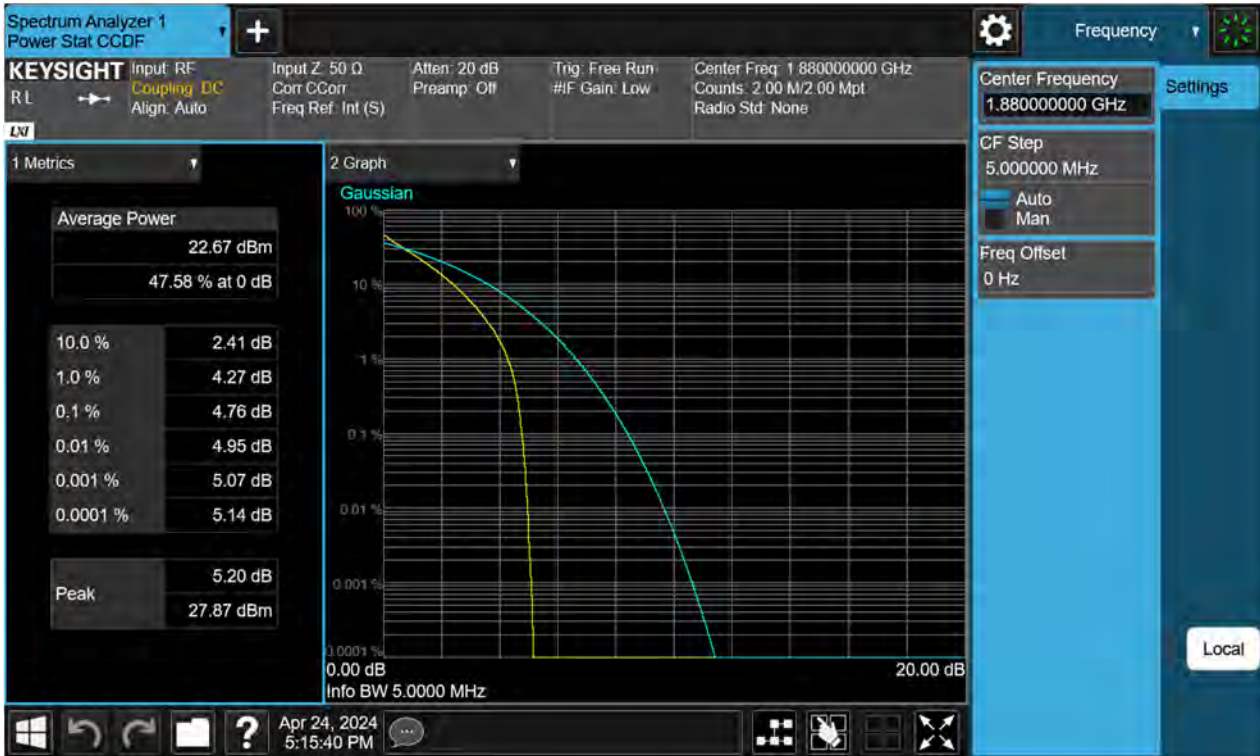 Spectrum Analyzer 1
Power Stat CCDF
+
Frequency
KEYSIGHT
R L
LXI
Input: RF
Coupling: DC
Align: Auto
Input Z: 50 Ω
Corr CCorr
Freq Ref: Int (S)
Atten: 20 dB
Preamp: Off
Trig: Free Run
#IF Gain: Low
Center Freq: 1.880000000 GHz
Counts: 2.00 M/2.00 Mpt
Radio Std: None
Center Frequency
1.880000000 GHz
Settings
CF Step
5.000000 MHz
Auto
Man
Freq Offset
0 Hz
Local
1 Metrics
Average Power
22.67 dBm
47.58 % at 0 dB
10.0 % 2.41 dB
1.0 % 4.27 dB
0.1 % 4.76 dB
0.01 % 4.95 dB
0.001 % 5.07 dB
0.0001 % 5.14 dB
Peak
5.20 dB
27.87 dBm
2 Graph
Gaussian
100 %
10 %
1 %
0.1 %
0.01 %
0.001 %
0.0001 %
0.00 dB 20.00 dB
Info BW 5.0000 MHz
?
Apr 24, 2024
5:15:40 PM